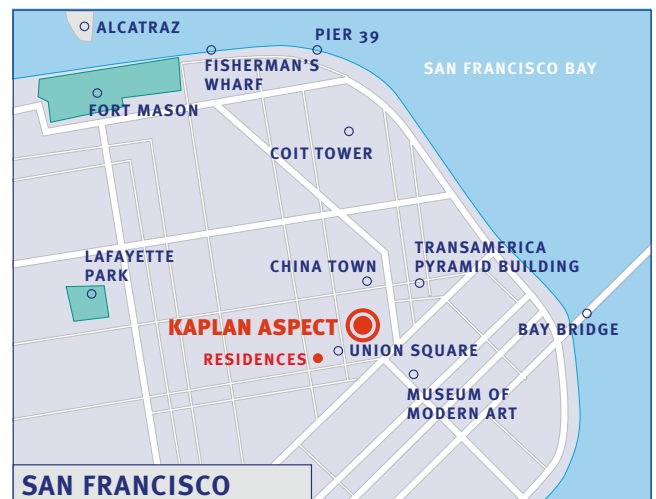 ALCATRAZ
PIER 39
FISHERMAN'S
WHARF
SAN FRANCISCO BAY
FORT MASON
COIT TOWER
LAFAYETTE
PARK
CHINA TOWN
TRANSAMERICA
PYRAMID BUILDING
KAPLAN ASPECT
BAY BRIDGE
UNION SQUARE
RESIDENCES
MUSEUM OF
MODERN ART
SAN FRANCISCO